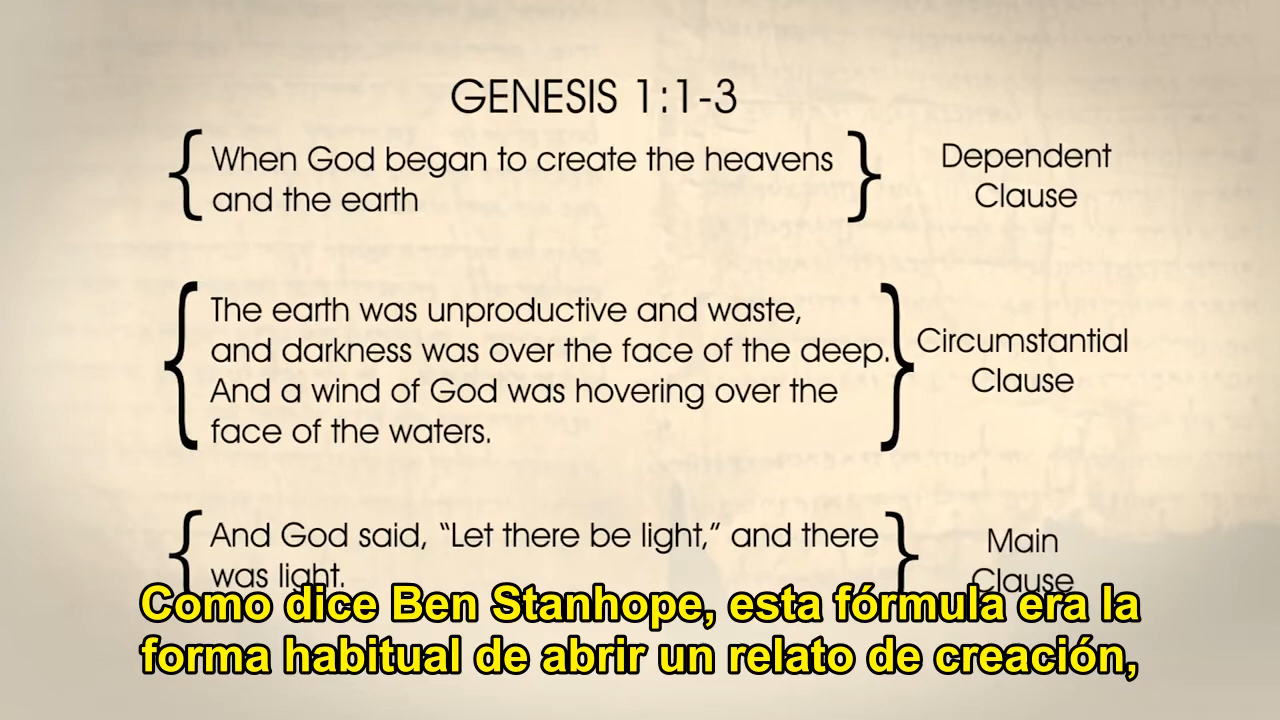 GENESIS 1:1-3
When God began to create the heavens
and the earth
Dependent
Clause
The earth was unproductive and waste,
and darkness was over the face of the deep.
And a wind of God was hovering over the
face of the waters.
Circumstantial
Clause
And God said, “Let there be light,” and there
was light.
Main
Clause
Como dice Ben Stanhope, esta fórmula era la
forma habitual de abrir un relato de creación,